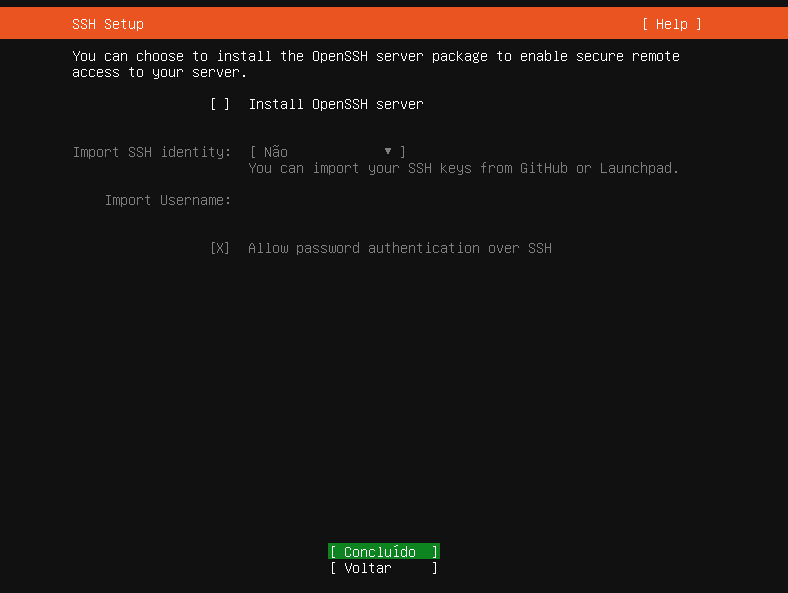 SSH Setup [ Help ]
You can choose to install the OpenSSH server package to enable secure remote
access to your server.
[ ] Install OpenSSH server
Import SSH identity: [ Não ▾ ]
You can import your SSH keys from GitHub or Launchpad.
Import Username:
[X] Allow password authentication over SSH
[ Concluído ]
[ Voltar ]